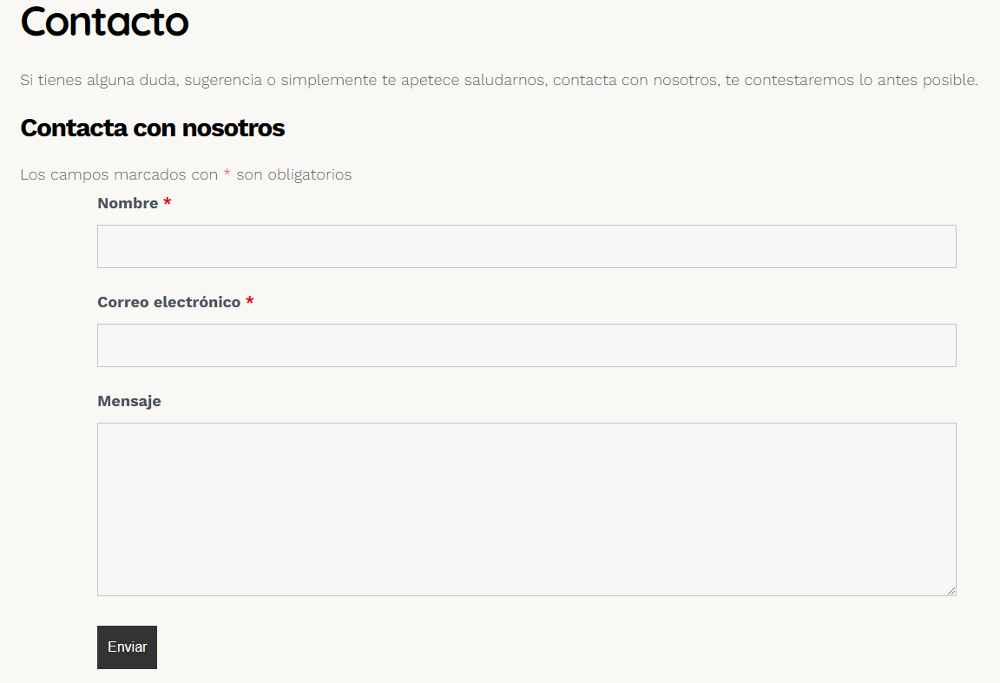 Contacto
Si tienes alguna duda, sugerencia o simplemente te apetece saludarnos, contacta con nosotros, te contestaremos lo antes posible.
Contacta con nosotros
Los campos marcados con * son obligatorios
Nombre *
Correo electrónico *
Mensaje
Enviar